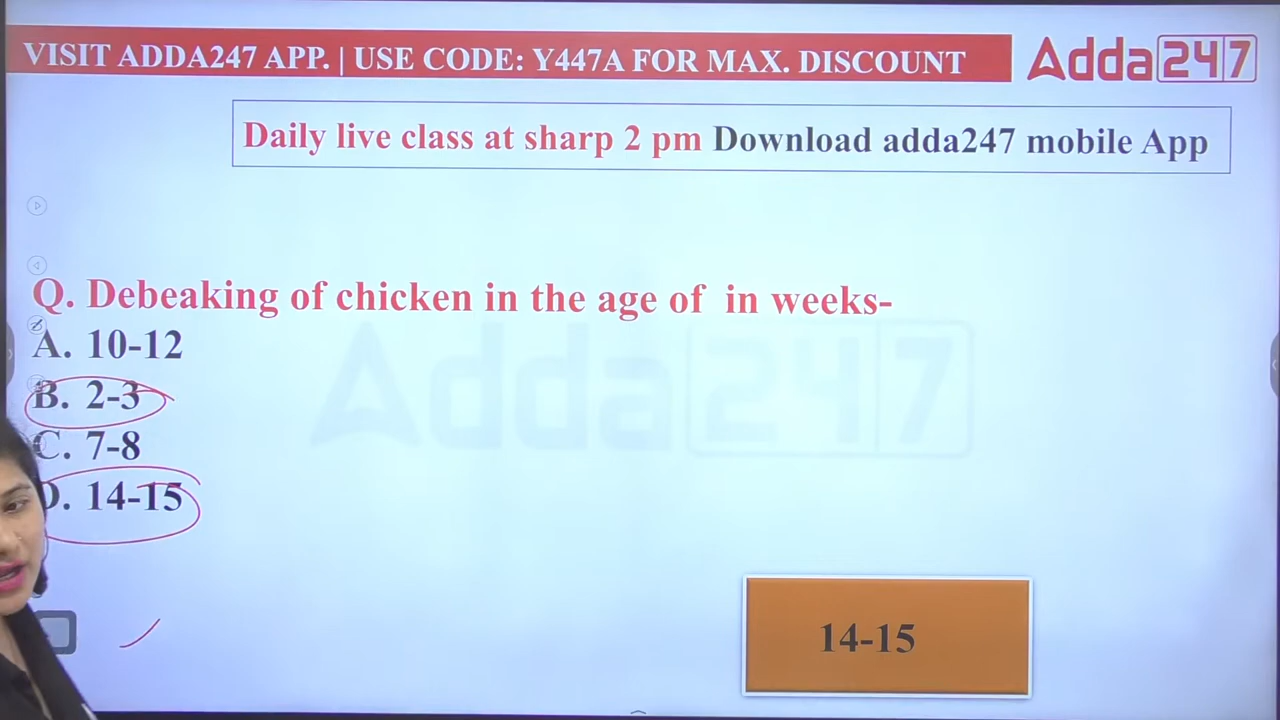 VISIT ADDA247 APP. | USE CODE: Y447A FOR MAX. DISCOUNT
Adda247
Daily live class at sharp 2 pm Download adda247 mobile App
Q. Debeaking of chicken in the age of in weeks-
A. 10-12
B. 2-3
C. 7-8
D. 14-15
Adda247
14-15